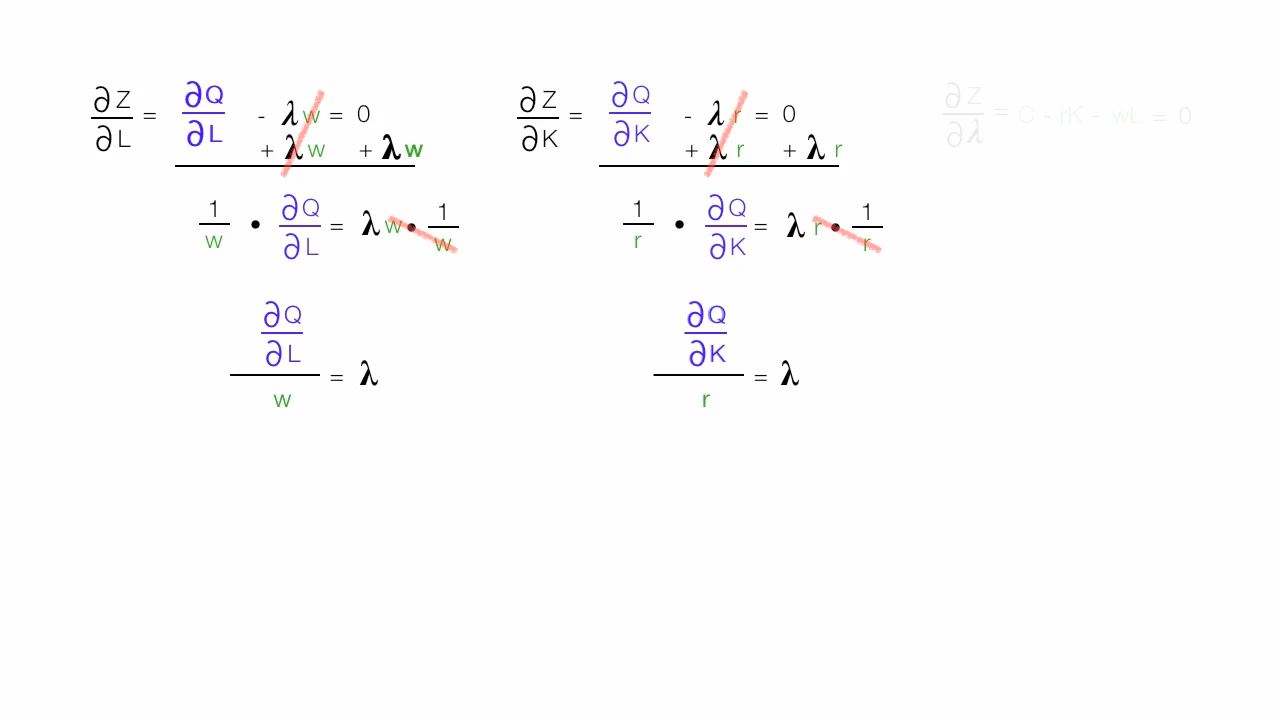 ∂Z/∂L = ∂Q/∂L - λw = 0
+ λw + λw
1/w • ∂Q/∂L = λw • 1/w
∂Q/∂L / w = λ
∂Z/∂K = ∂Q/∂K - λr = 0
+ λr + λr
1/r • ∂Q/∂K = λr • 1/r
∂Q/∂K / r = λ
∂Z/∂λ = C - rK - wL = 0